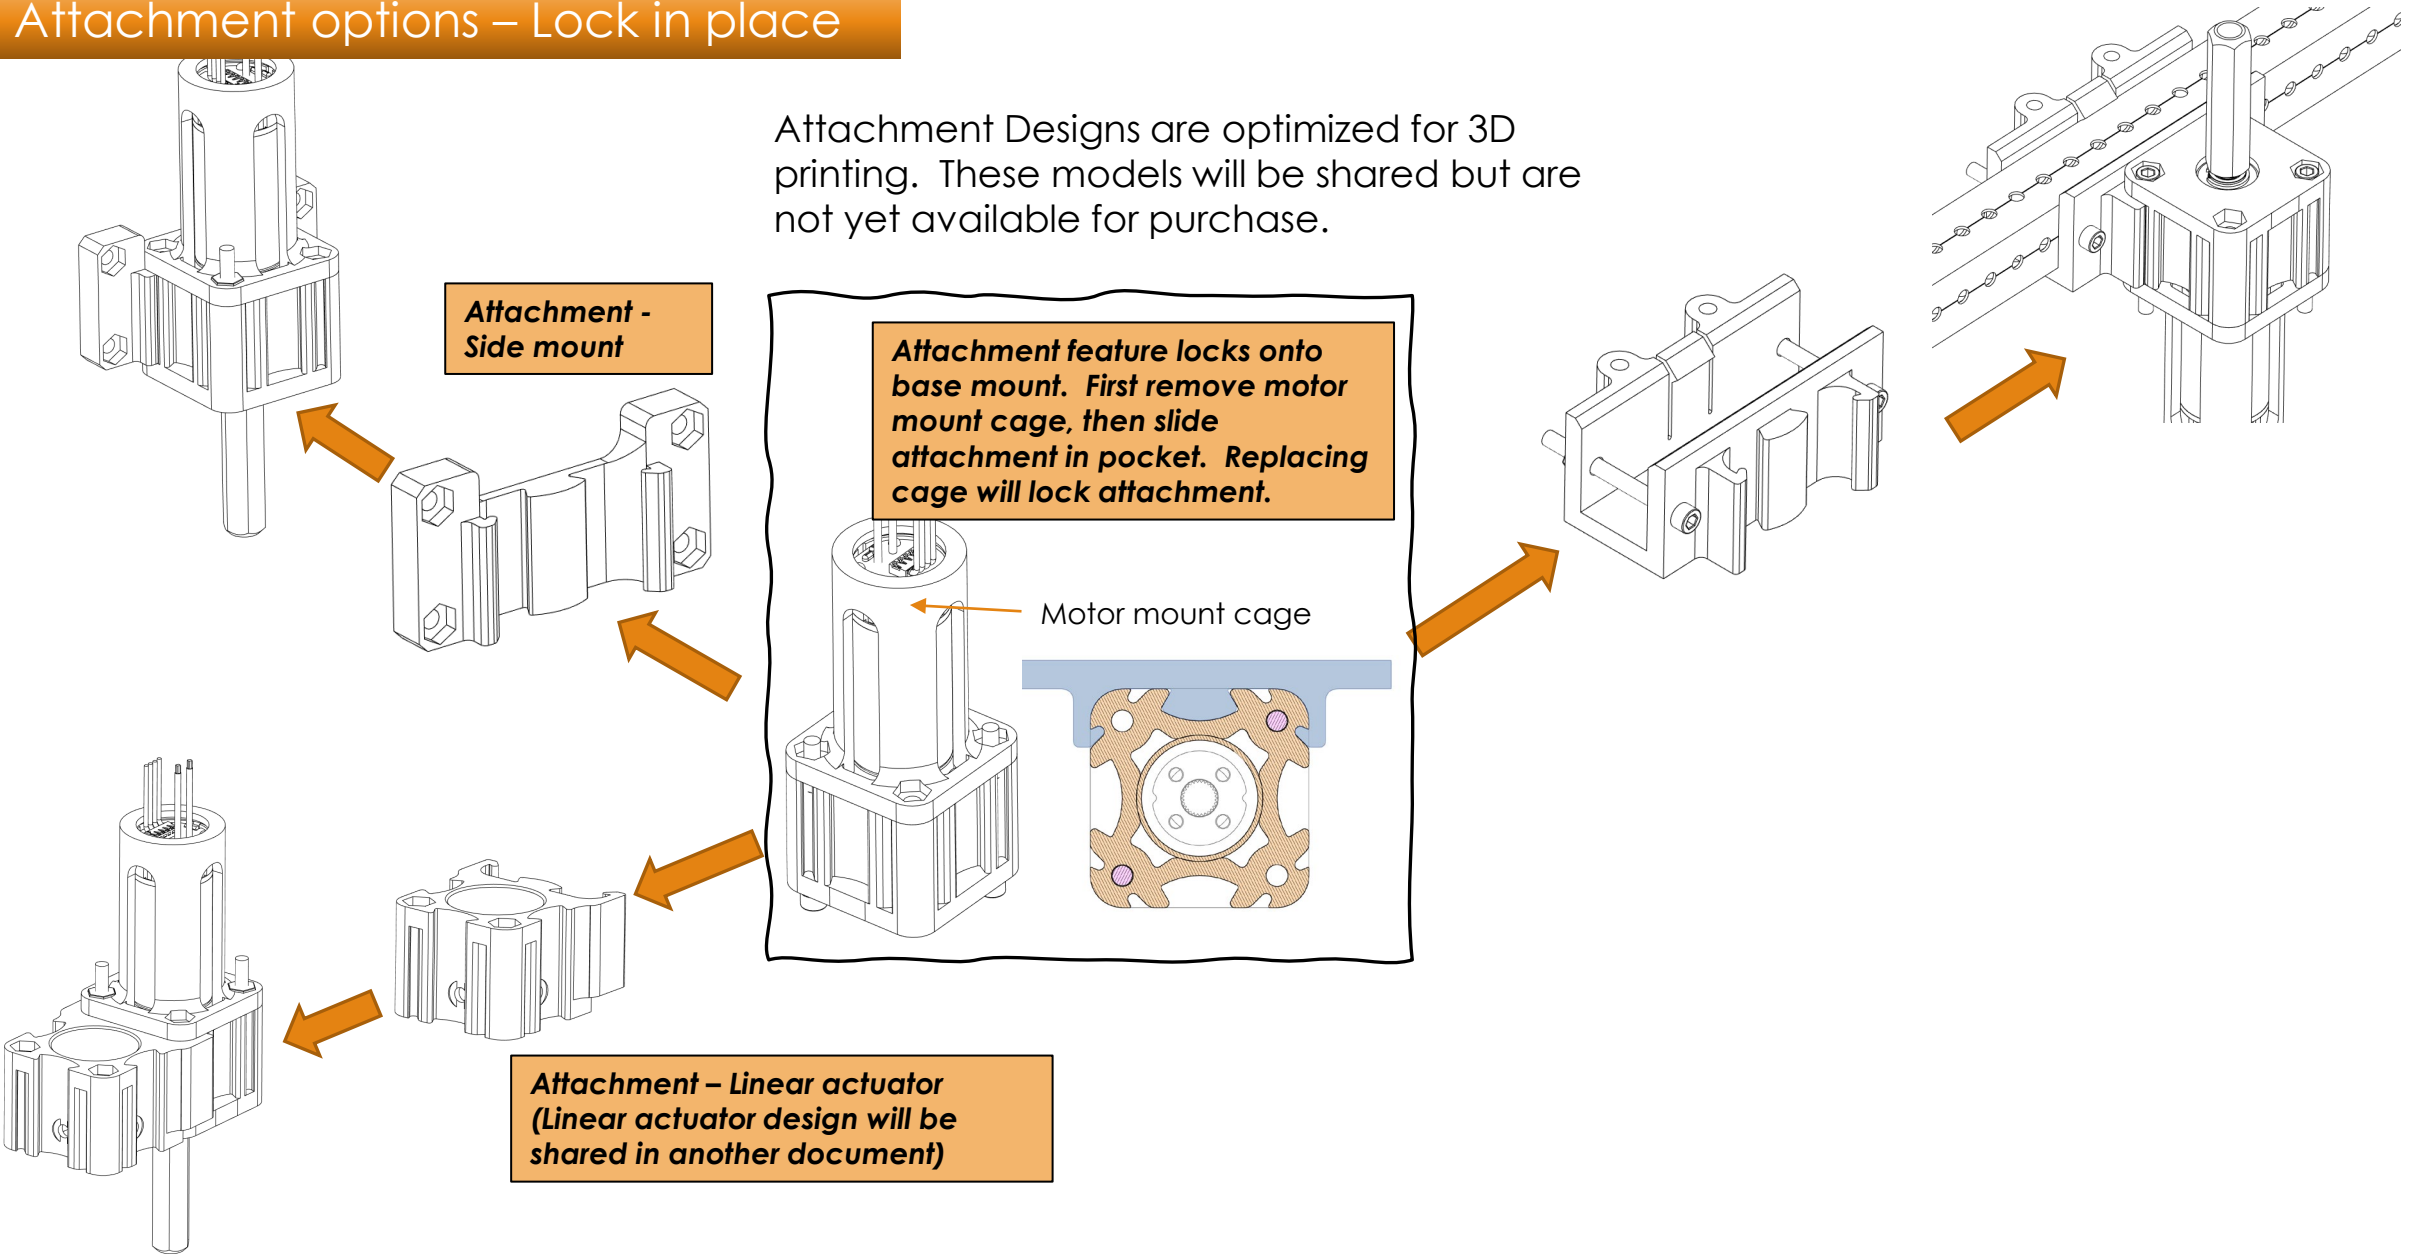 Attachment options – Lock in place
Attachment Designs are optimized for 3D
printing.  These models will be shared but are
not yet available for purchase.
Attachment -
Side mount
Attachment feature locks onto
base mount.  First remove motor
mount cage, then slide
attachment in pocket.  Replacing
cage will lock attachment.
Motor mount cage
Attachment – Linear actuator
(Linear actuator design will be
shared in another document)